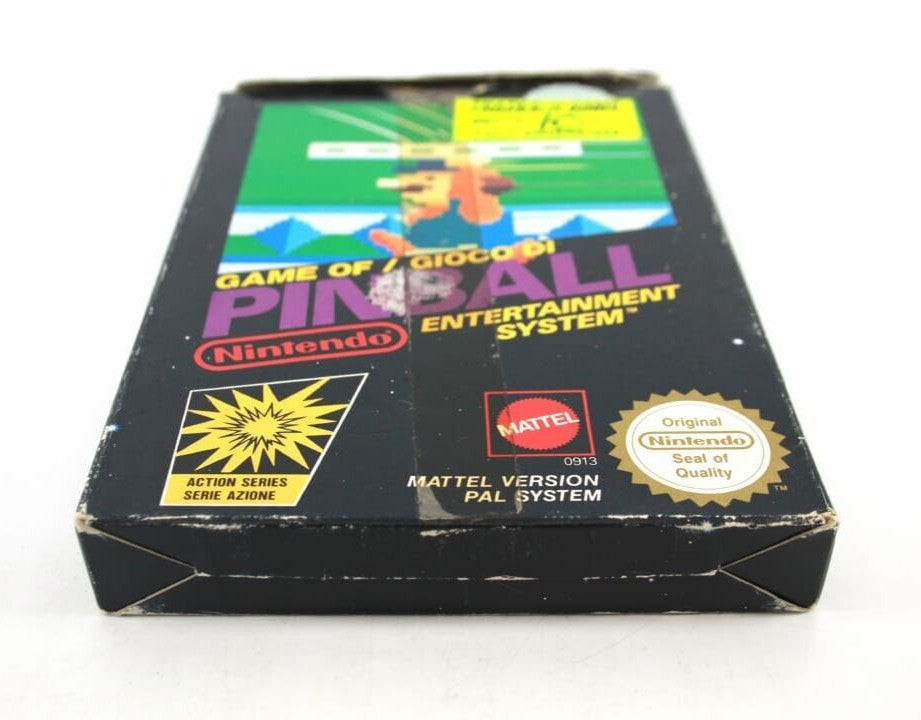 GAME OF / GIOCO DI
PINBALL
Nintendo
ENTERTAINMENT
SYSTEM™
ACTION SERIES
SERIE AZIONE
MATTEL
0913
MATTEL VERSION
PAL SYSTEM
Original
Nintendo
Seal of
Quality
TM